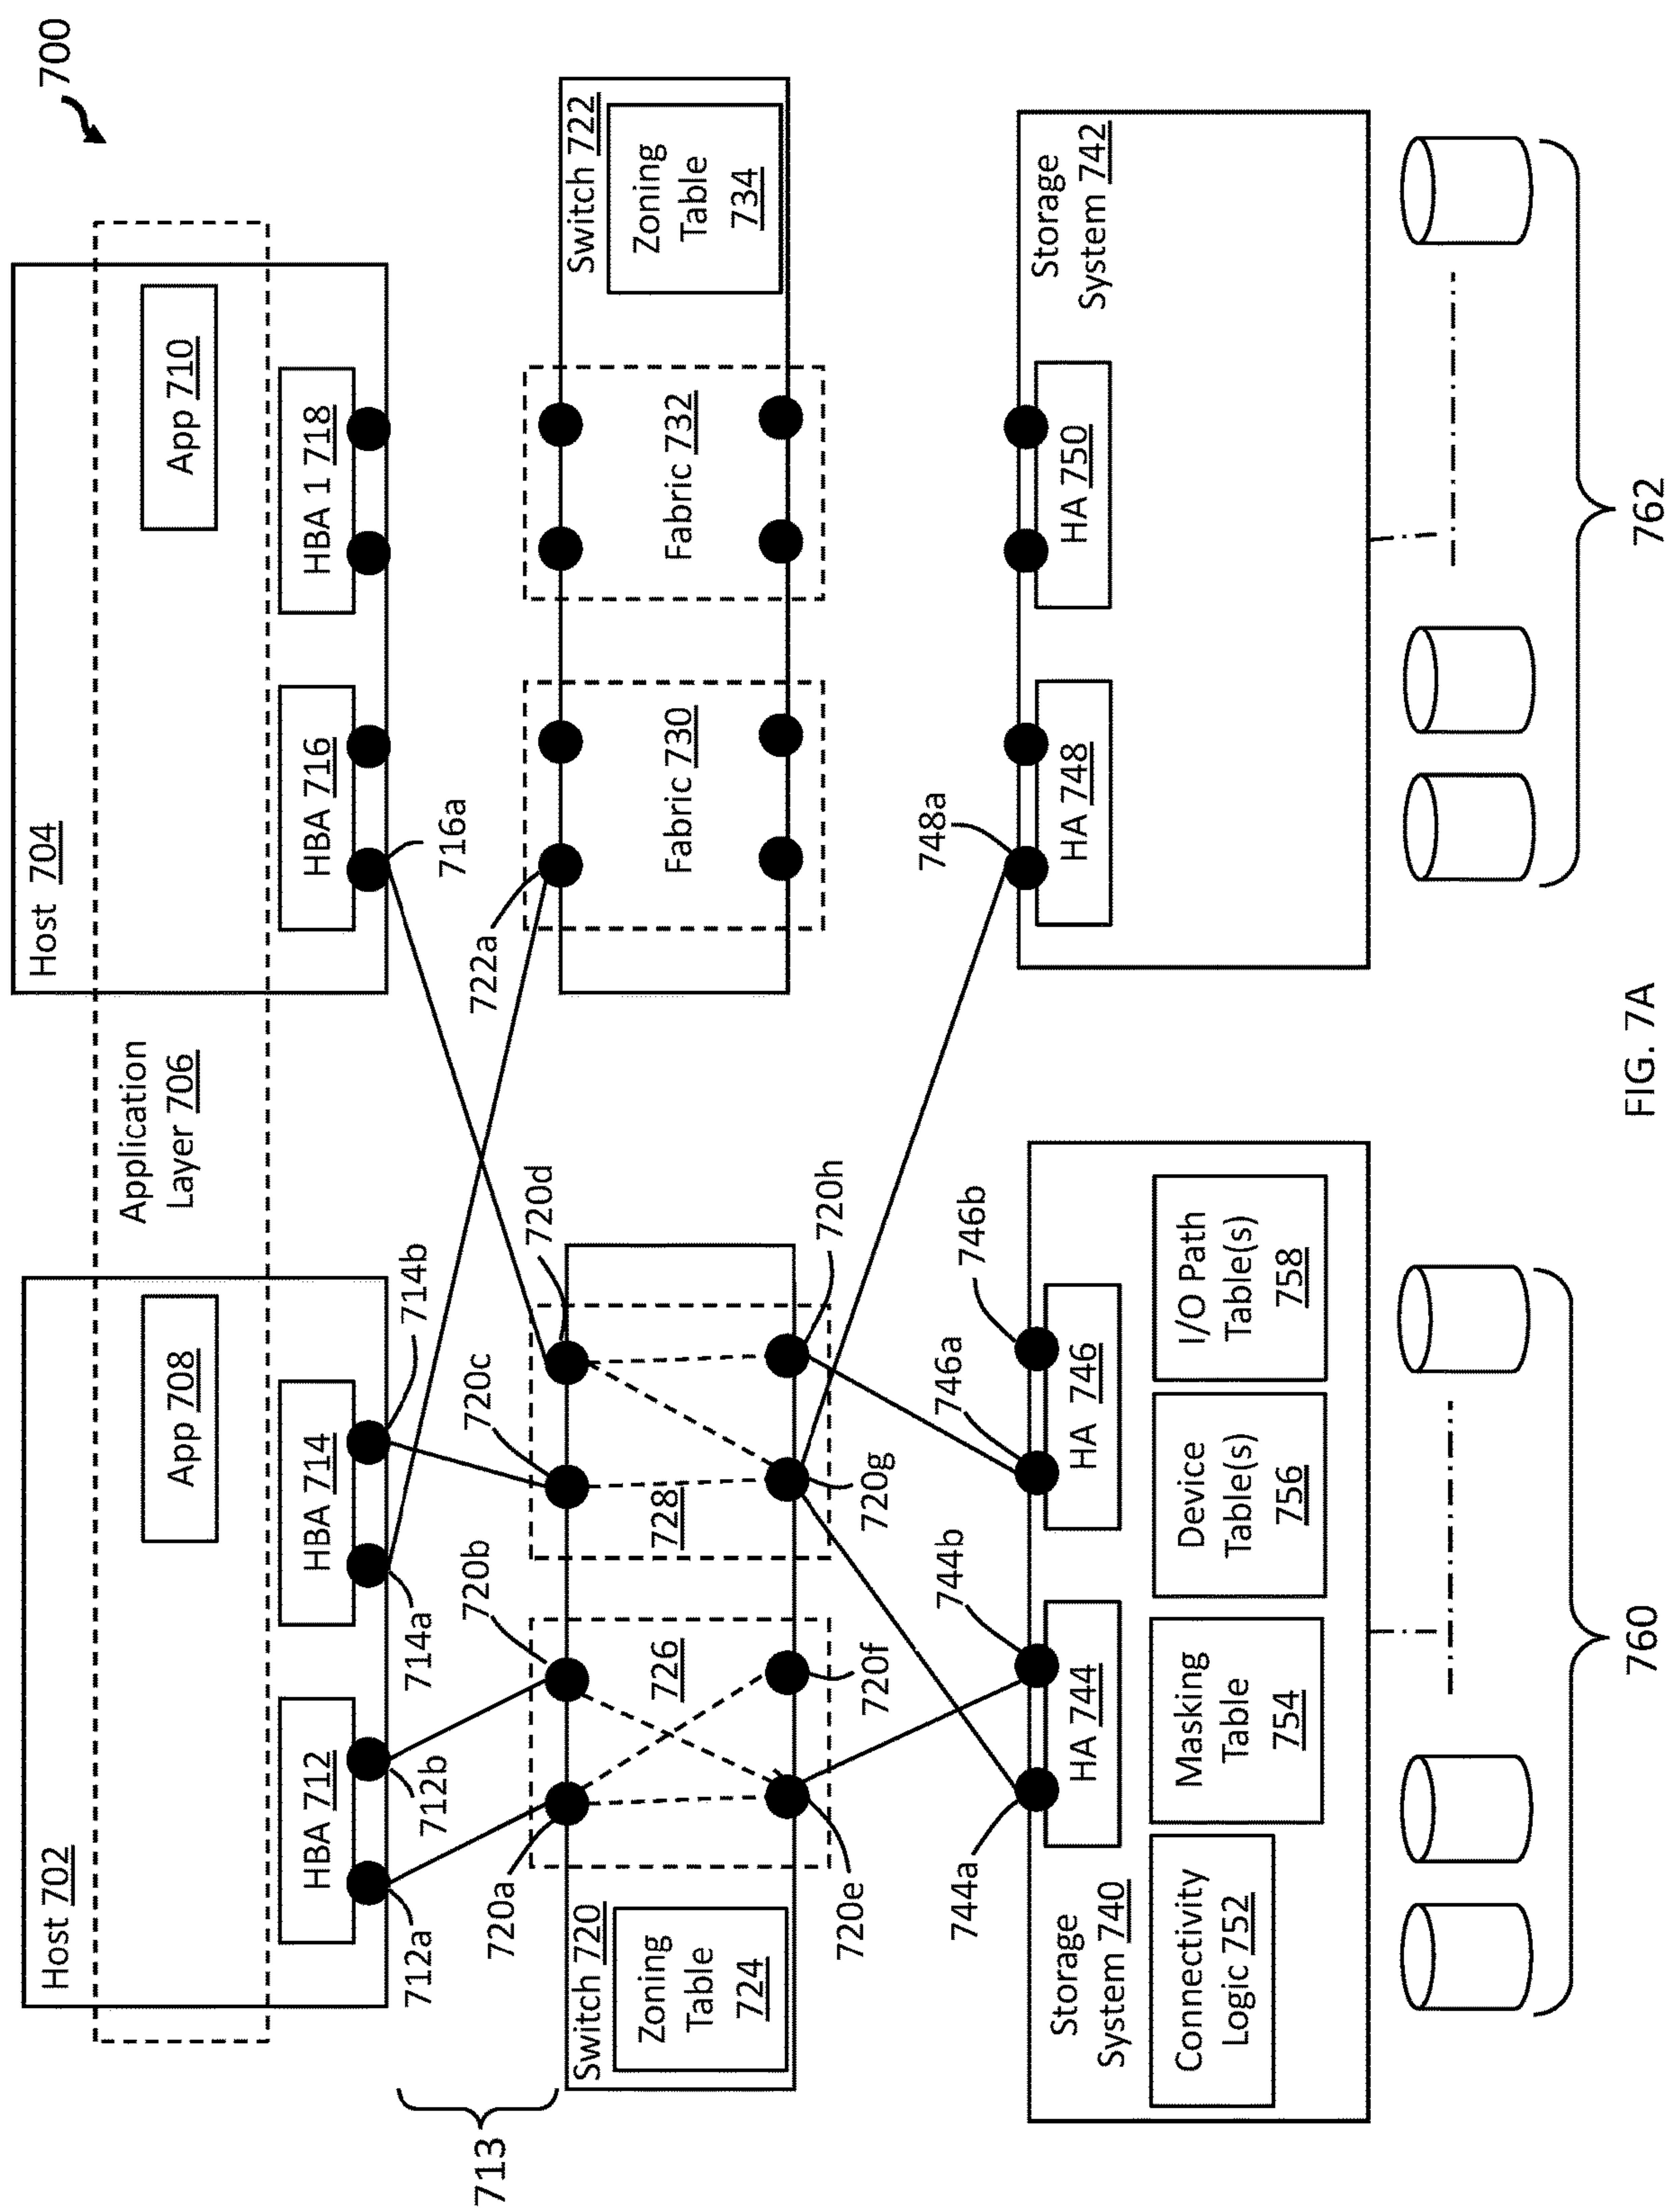 700
Host 702
Host 704
Application
Layer 706
App 708
App 710
HBA 712
HBA 714
HBA 716
HBA 1 718
712a
712b
714a
714b
716a
713
720a
720b
720c
720d
722a
Switch 720
Zoning
Table
724
726
728
Fabric 730
Fabric 732
Switch 722
Zoning
Table
734
720e
720f
720g
720h
744a
744b
746a
746b
748a
Storage
System 740
HA 744
HA 746
Connectivity
Logic 752
Masking
Table
754
Device
Table(s)
756
I/O Path
Table(s)
758
HA 748
HA 750
Storage
System 742
760
762
FIG. 7A